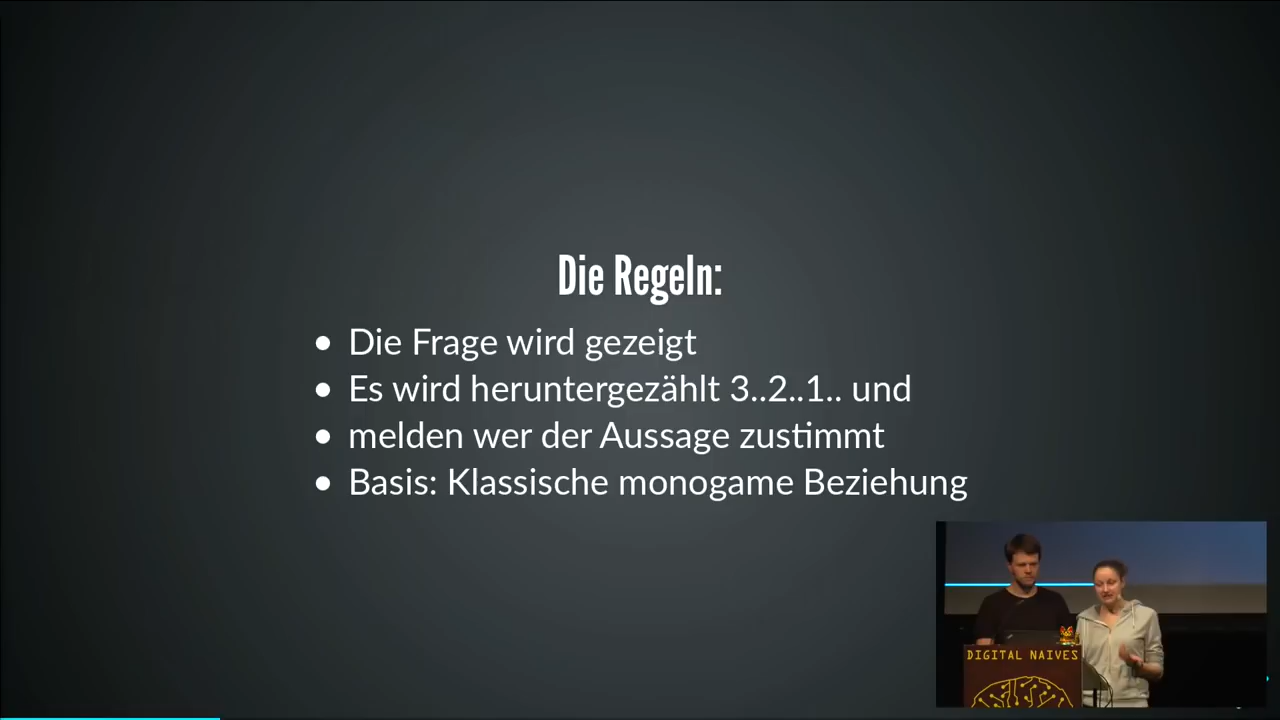 Die Regeln:
• Die Frage wird gezeigt
• Es wird heruntergezählt 3..2..1.. und
• melden wer der Aussage zustimmt
• Basis: Klassische monogame Beziehung
DIGITAL NAIVES